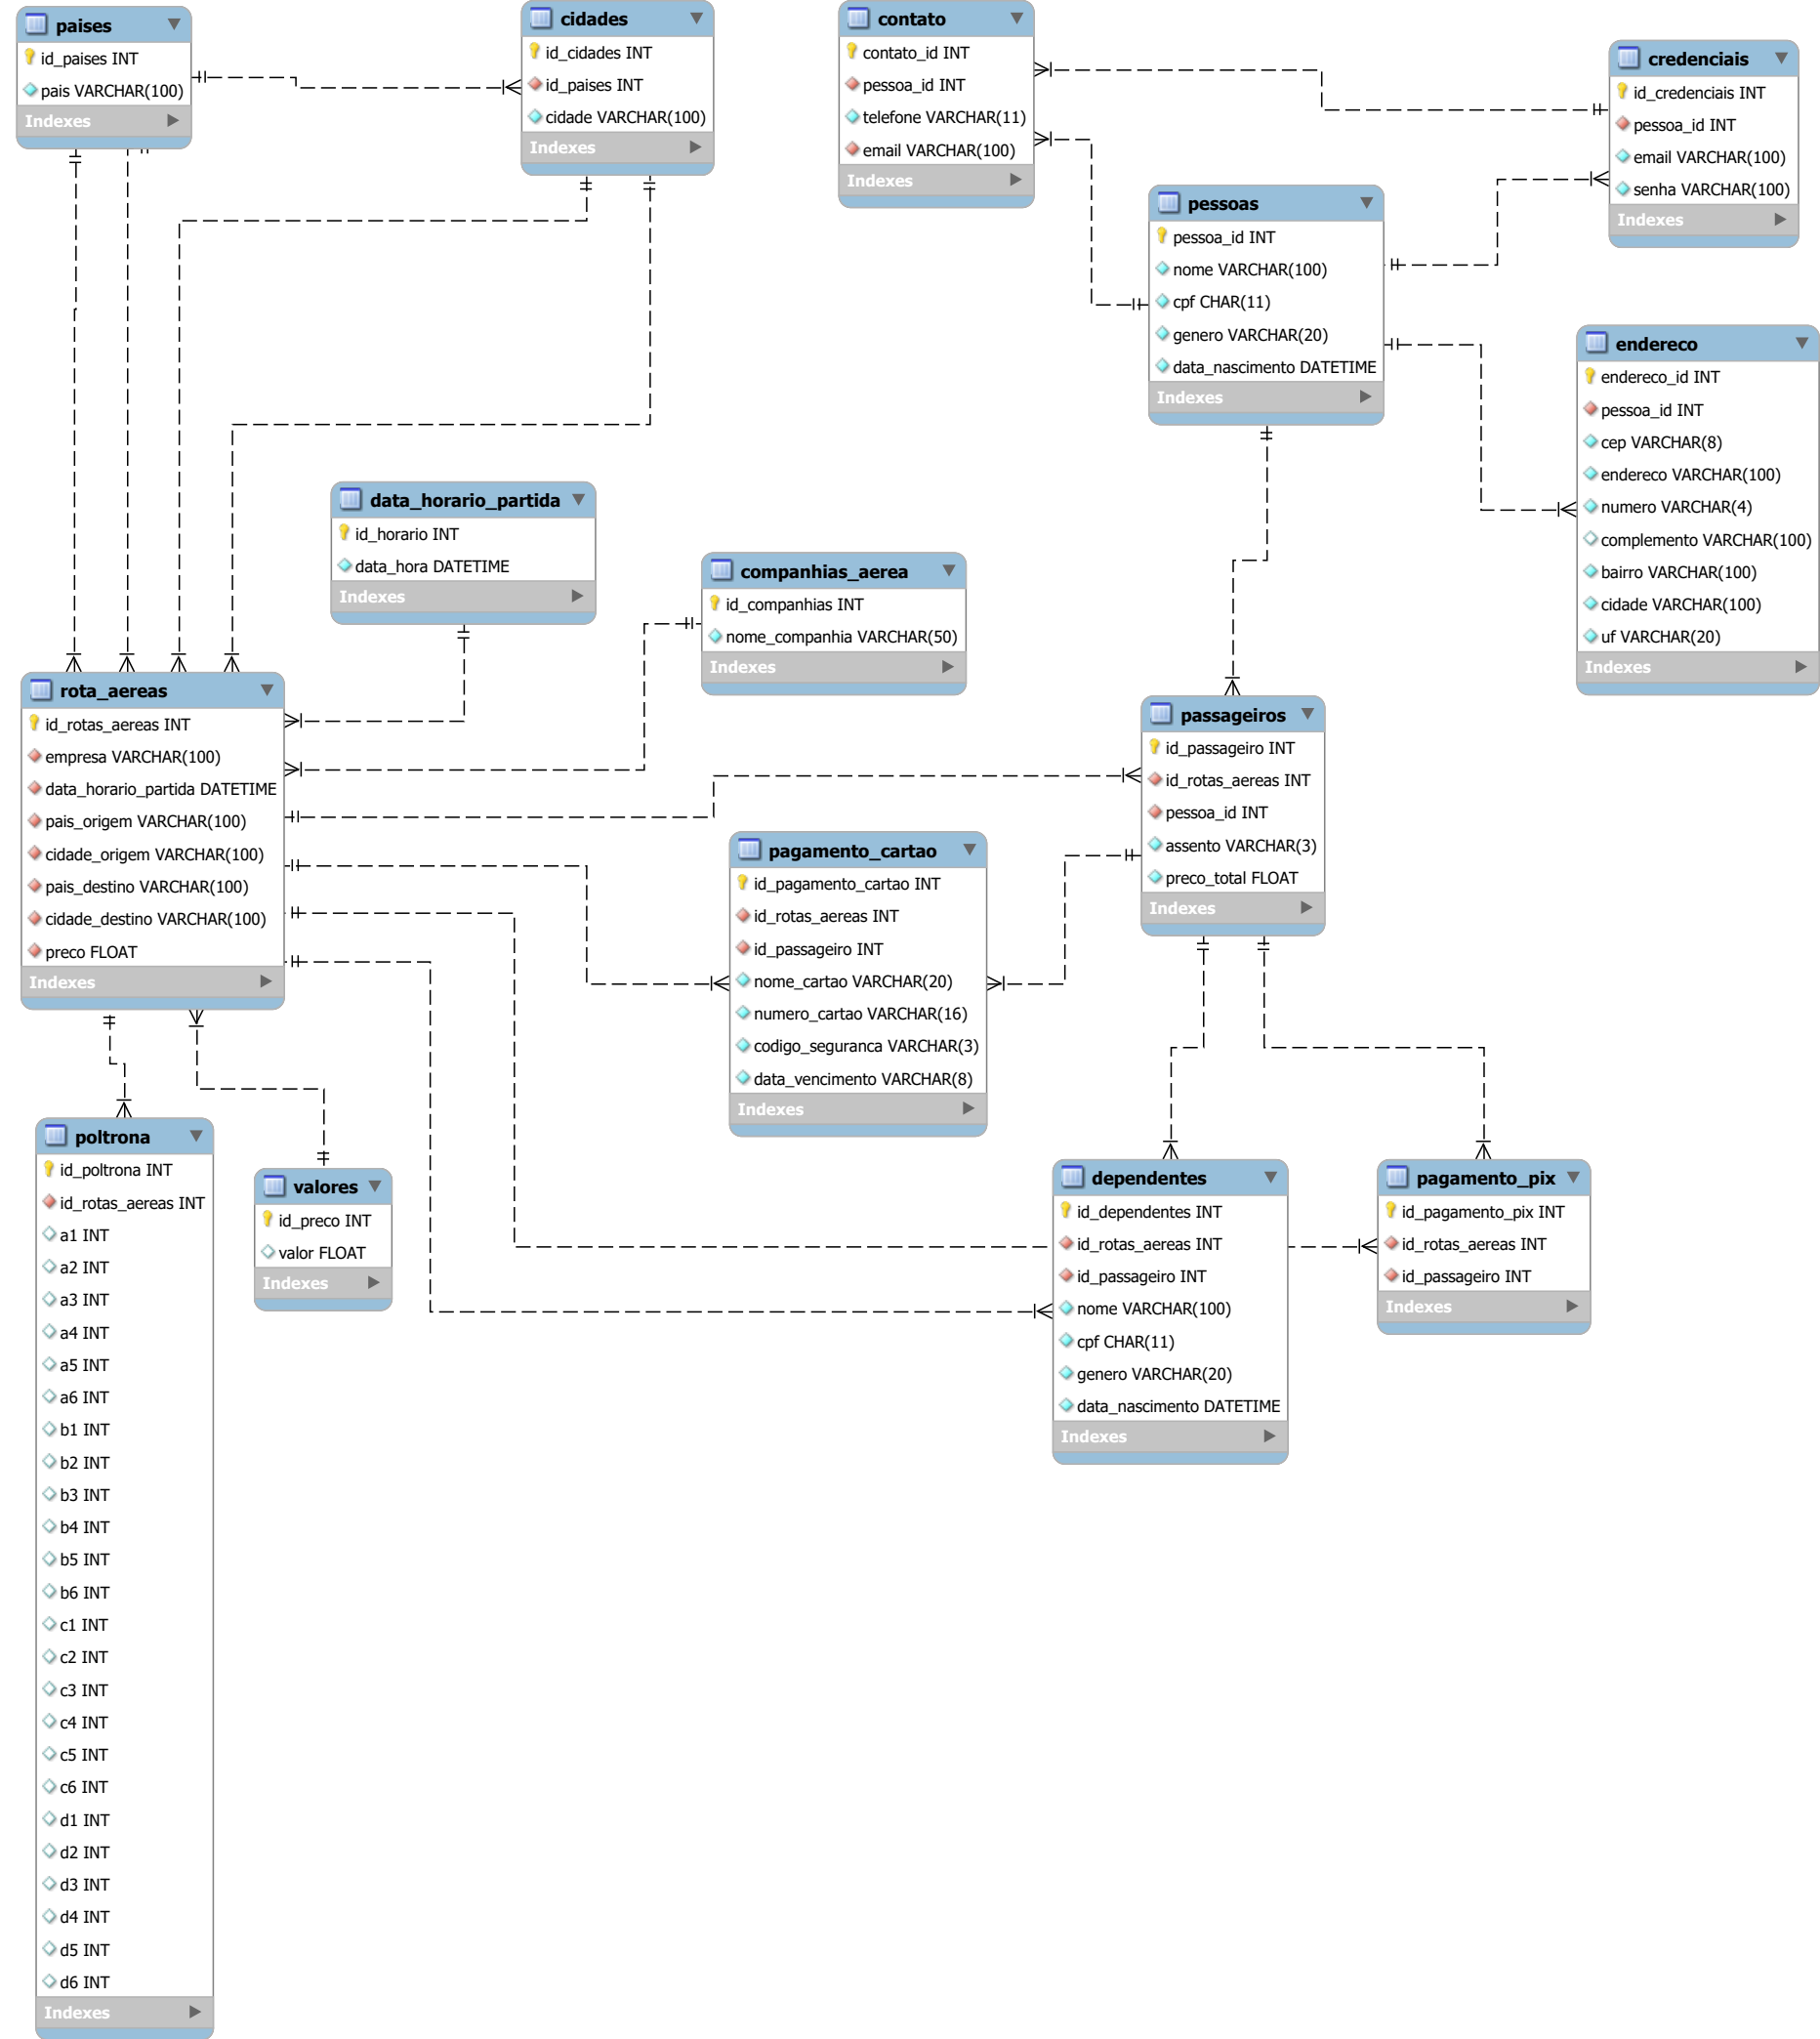 paises
id_paises INT
pais VARCHAR(100)
Indexes
cidades
id_cidades INT
id_paises INT
cidade VARCHAR(100)
Indexes
contato
contato_id INT
pessoa_id INT
telefone VARCHAR(11)
email VARCHAR(100)
Indexes
credenciais
id_credenciais INT
pessoa_id INT
email VARCHAR(100)
senha VARCHAR(100)
Indexes
pessoas
pessoa_id INT
nome VARCHAR(100)
cpf CHAR(11)
genero VARCHAR(20)
data_nascimento DATETIME
Indexes
endereco
endereco_id INT
pessoa_id INT
cep VARCHAR(8)
endereco VARCHAR(100)
numero VARCHAR(4)
complemento VARCHAR(100)
bairro VARCHAR(100)
cidade VARCHAR(100)
uf VARCHAR(20)
Indexes
data_horario_partida
id_horario INT
data_hora DATETIME
Indexes
companhias_aerea
id_companhias INT
nome_companhia VARCHAR(50)
Indexes
rota_aereas
id_rotas_aereas INT
empresa VARCHAR(100)
data_horario_partida DATETIME
pais_origem VARCHAR(100)
cidade_origem VARCHAR(100)
pais_destino VARCHAR(100)
cidade_destino VARCHAR(100)
preco FLOAT
Indexes
passageiros
id_passageiro INT
id_rotas_aereas INT
pessoa_id INT
assento VARCHAR(3)
preco_total FLOAT
Indexes
pagamento_cartao
id_pagamento_cartao INT
id_rotas_aereas INT
id_passageiro INT
nome_cartao VARCHAR(20)
numero_cartao VARCHAR(16)
codigo_seguranca VARCHAR(3)
data_vencimento VARCHAR(8)
Indexes
poltrona
id_poltrona INT
id_rotas_aereas INT
a1 INT
a2 INT
a3 INT
a4 INT
a5 INT
a6 INT
b1 INT
b2 INT
b3 INT
b4 INT
b5 INT
b6 INT
c1 INT
c2 INT
c3 INT
c4 INT
c5 INT
c6 INT
d1 INT
d2 INT
d3 INT
d4 INT
d5 INT
d6 INT
Indexes
valores
id_preco INT
valor FLOAT
Indexes
dependentes
id_dependentes INT
id_rotas_aereas INT
id_passageiro INT
nome VARCHAR(100)
cpf CHAR(11)
genero VARCHAR(20)
data_nascimento DATETIME
Indexes
pagamento_pix
id_pagamento_pix INT
id_rotas_aereas INT
id_passageiro INT
Indexes